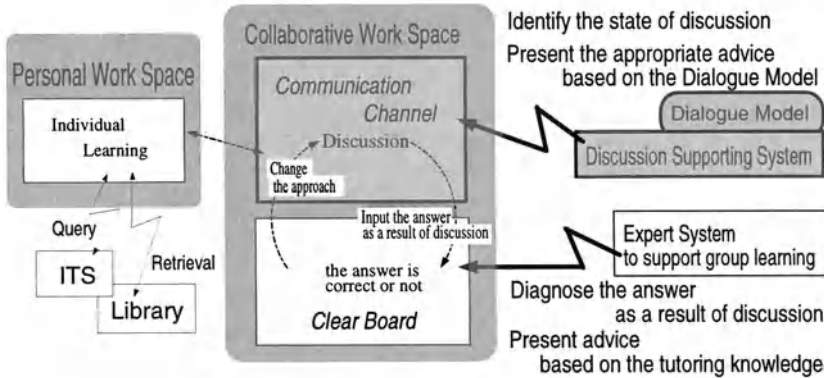 Personal Work Space
Individual
Learning
Query
Retrieval
ITS
Library
Collaborative Work Space
Communication
Channel
Discussion
Change
the approach
Input the answer
as a result of discussion
the answer is
correct or not
Clear Board
Identify the state of discussion
Present the appropriate advice
based on the Dialogue Model
Dialogue Model
Discussion Supporting System
Expert System
to support group learning
Diagnose the answer
as a result of discussion
Present advice
based on the tutoring knowledge